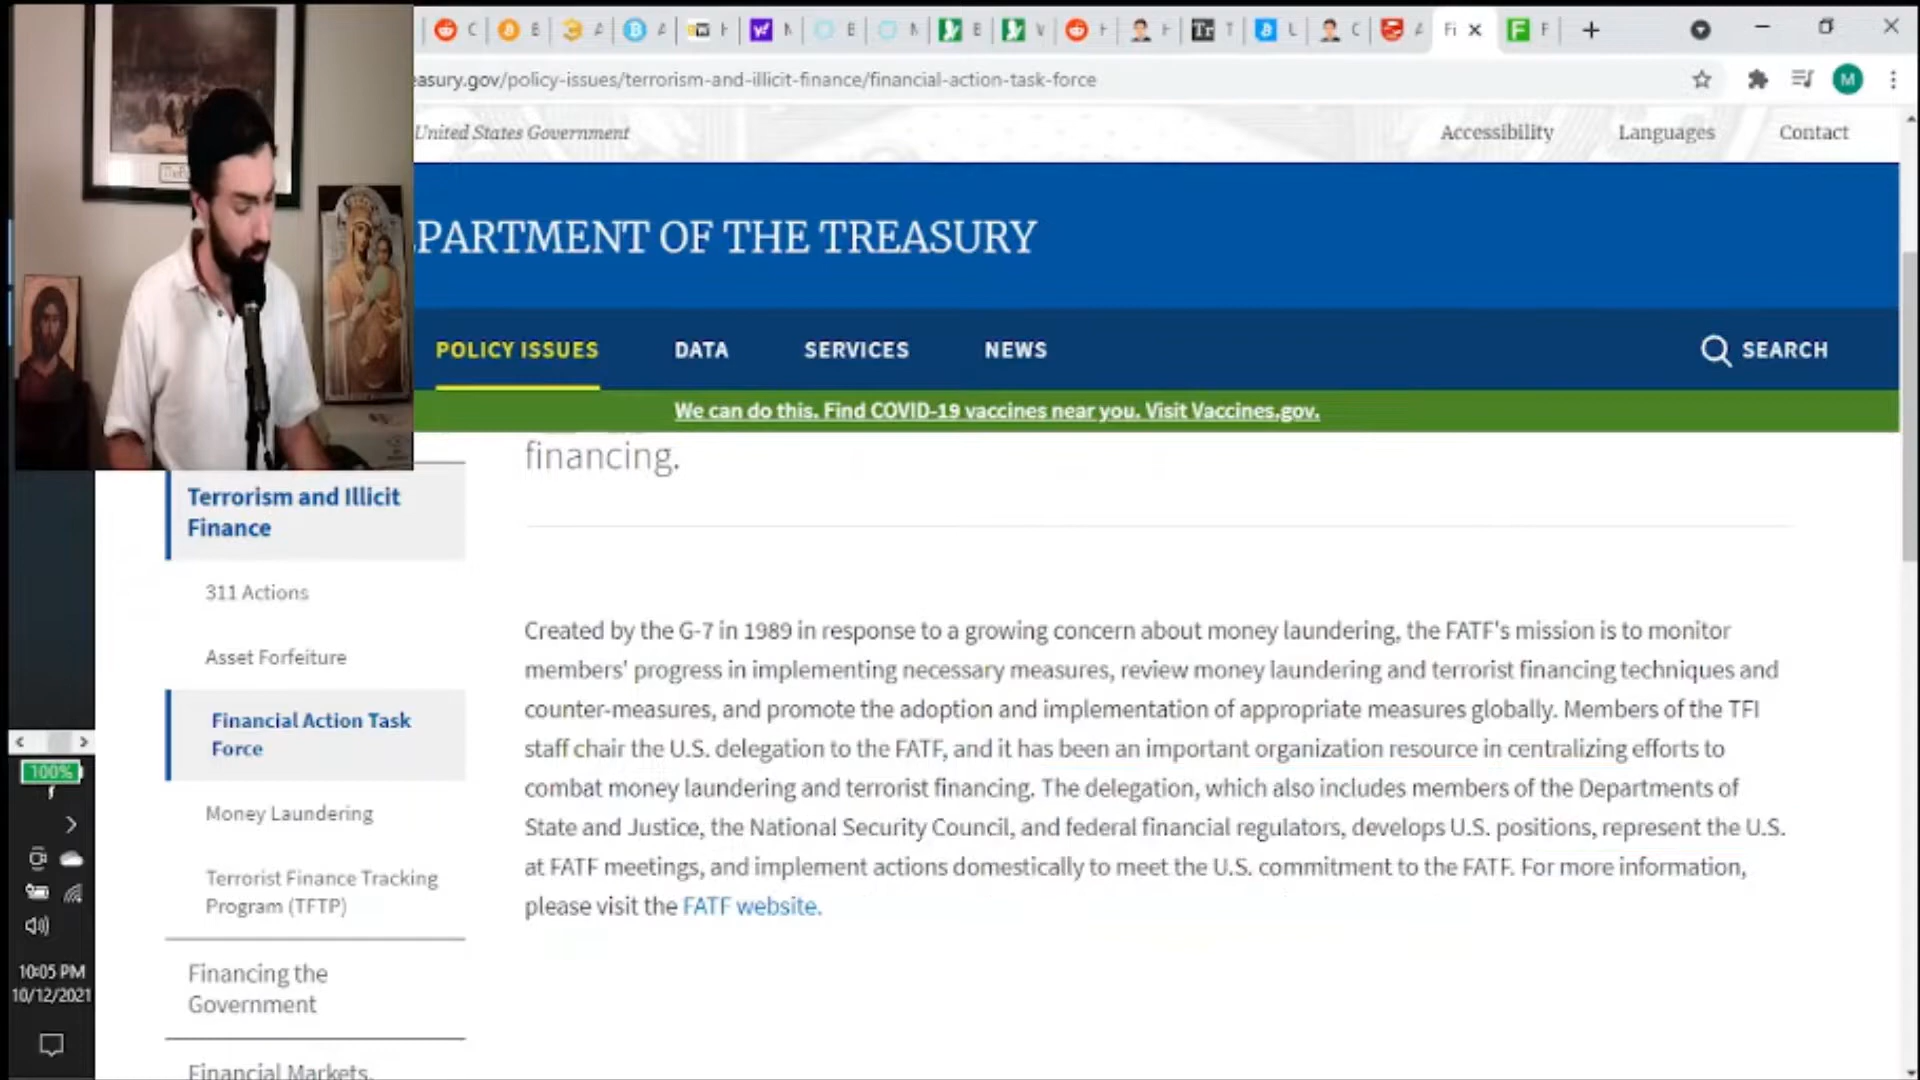 Fi
easury.gov/policy-issues/terrorism-and-illicit-finance/financial-action-task-force
M
United States Government
Accessibility
Languages
Contact
PARTMENT OF THE TREASURY
POLICY ISSUES
DATA
SERVICES
NEWS
SEARCH
We can do this. Find COVID-19 vaccines near you. Visit Vaccines.gov.
financing.
Terrorism and Illicit
Finance
311 Actions
Asset Forfeiture
Financial Action Task
Force
Money Laundering
Terrorist Finance Tracking
Program (TFTP)
Financing the
Government
Financial Markets,
Created by the G-7 in 1989 in response to a growing concern about money laundering, the FATF's mission is to monitor
members' progress in implementing necessary measures, review money laundering and terrorist financing techniques and
counter-measures, and promote the adoption and implementation of appropriate measures globally. Members of the TFI
staff chair the U.S. delegation to the FATF, and it has been an important organization resource in centralizing efforts to
combat money laundering and terrorist financing. The delegation, which also includes members of the Departments of
State and Justice, the National Security Council, and federal financial regulators, develops U.S. positions, represent the U.S.
at FATF meetings, and implement actions domestically to meet the U.S. commitment to the FATF. For more information,
please visit the FATF website.
100%
10:05 PM
10/12/2021